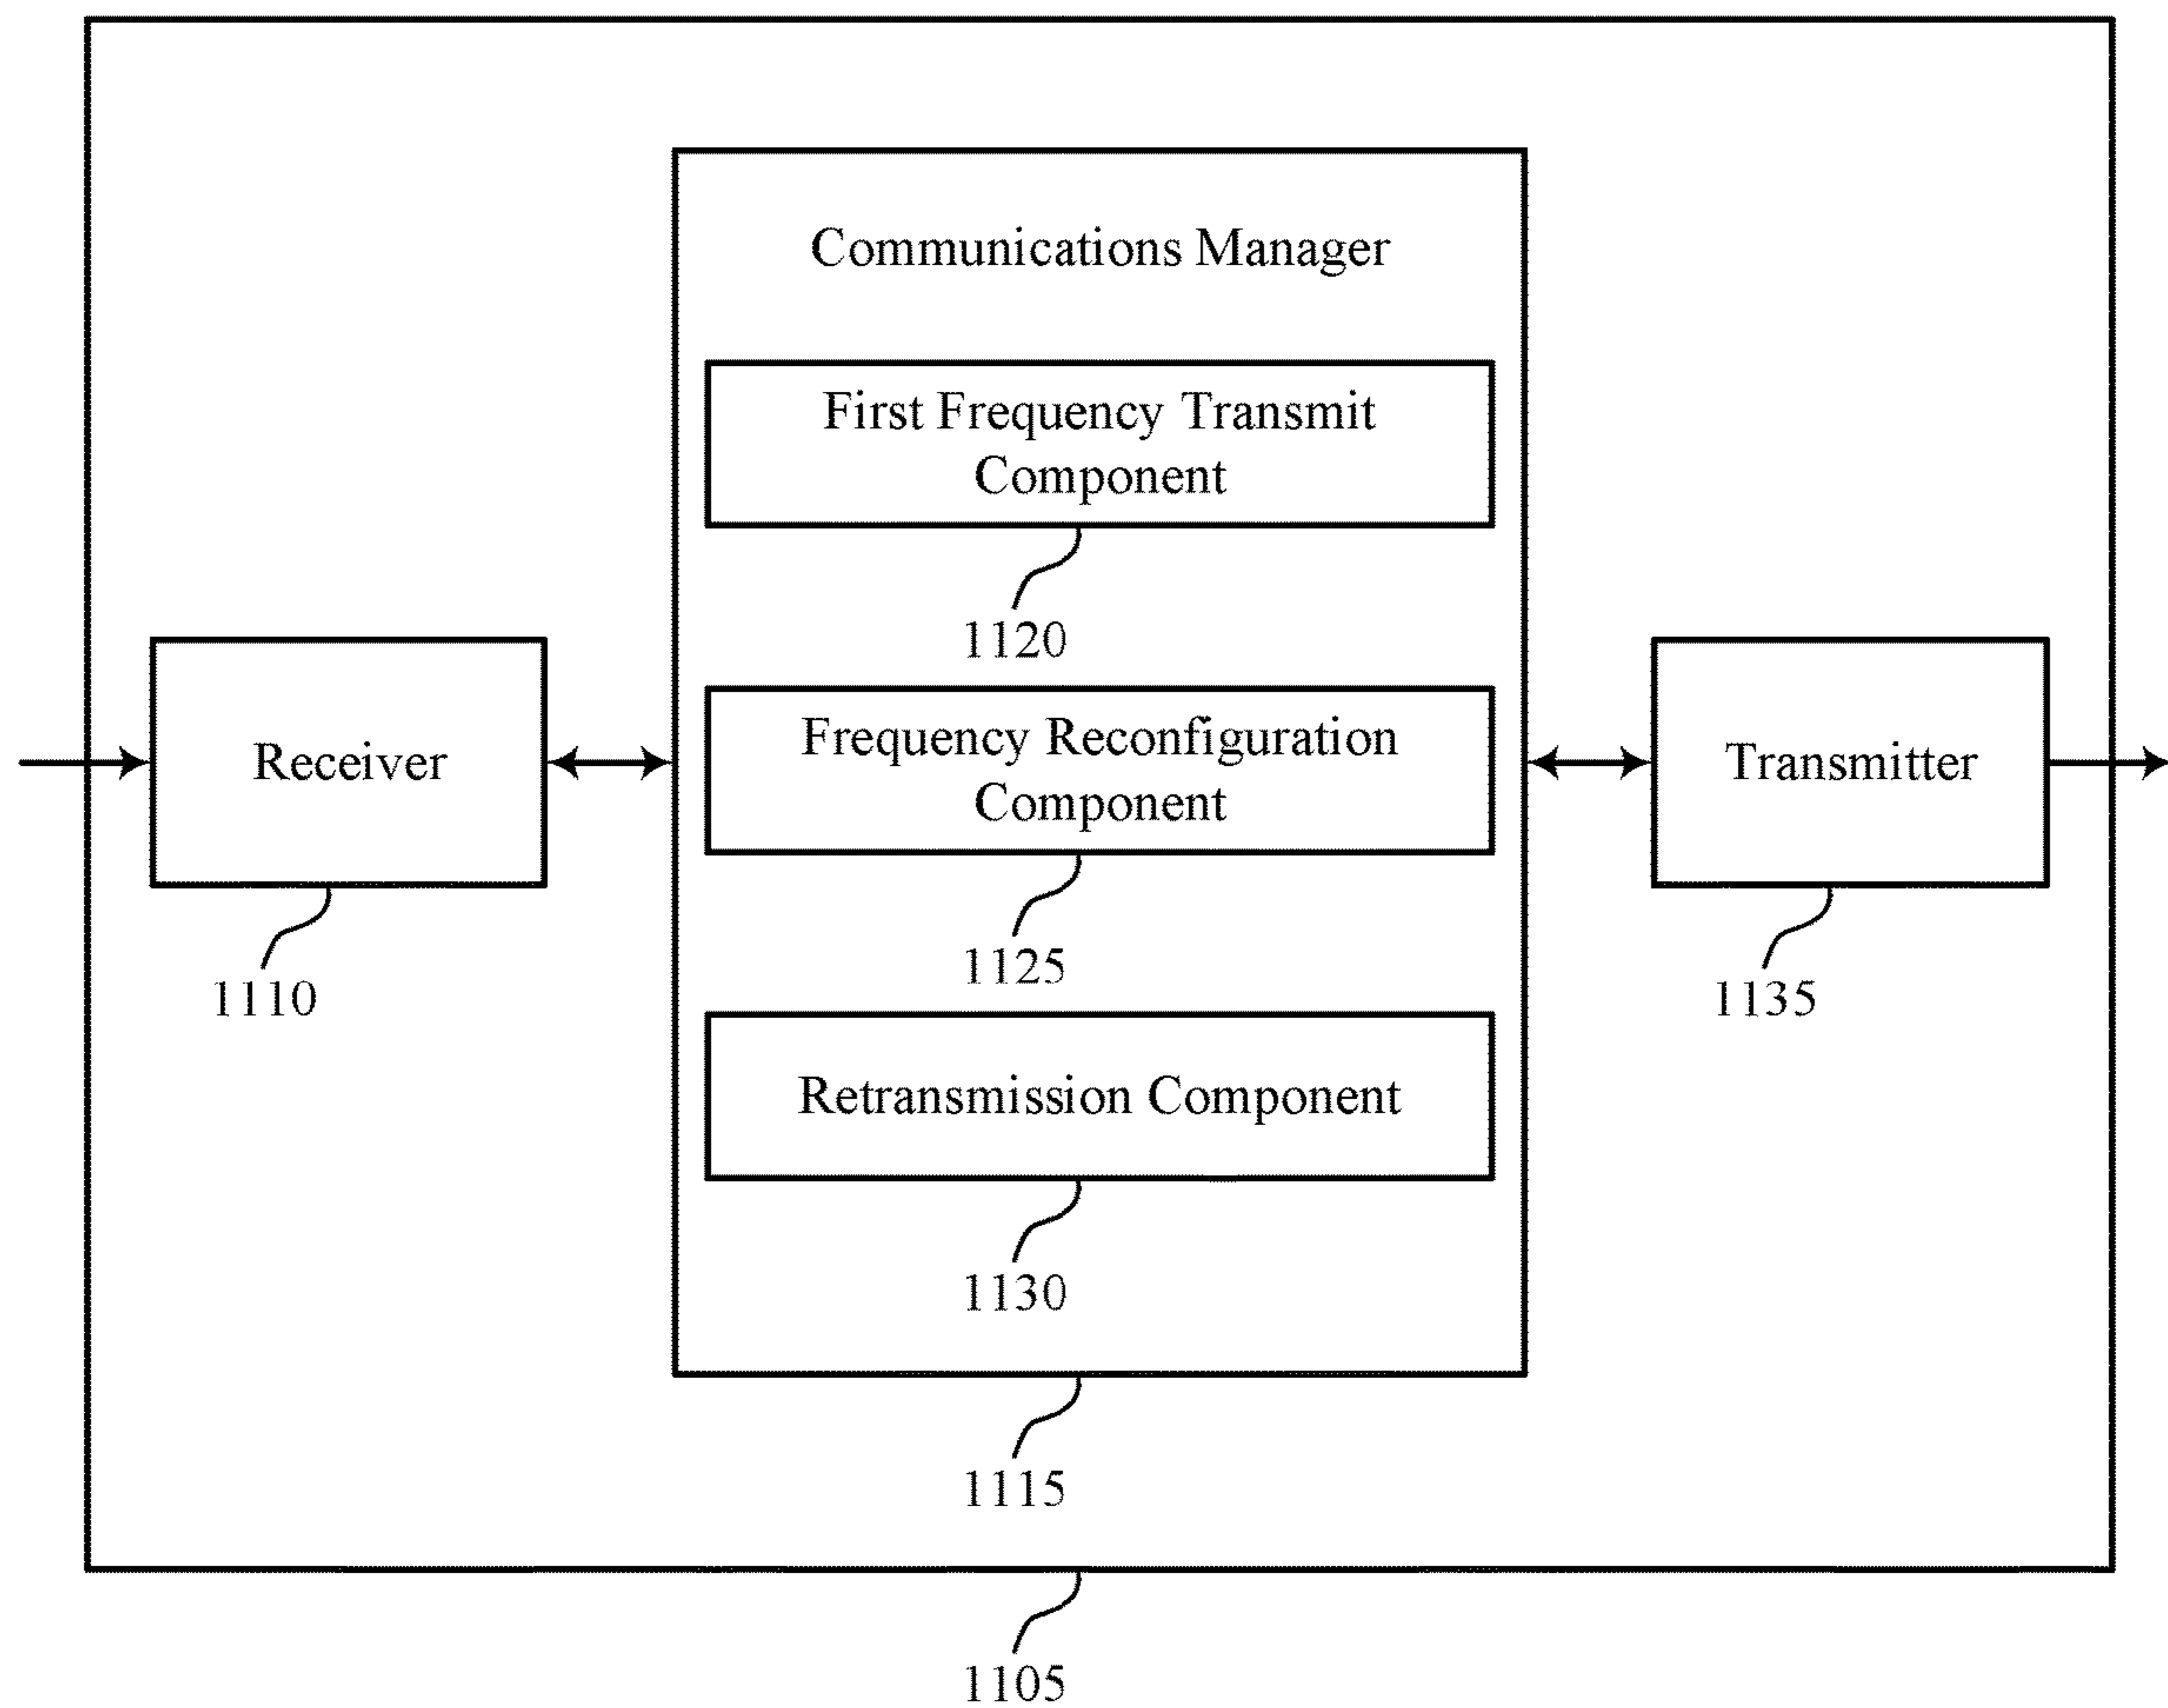 Communications Manager
First Frequency Transmit
Component
1120
Receiver
1110
Frequency Reconfiguration
Component
1125
Transmitter
1135
Retransmission Component
1130
1115
1105